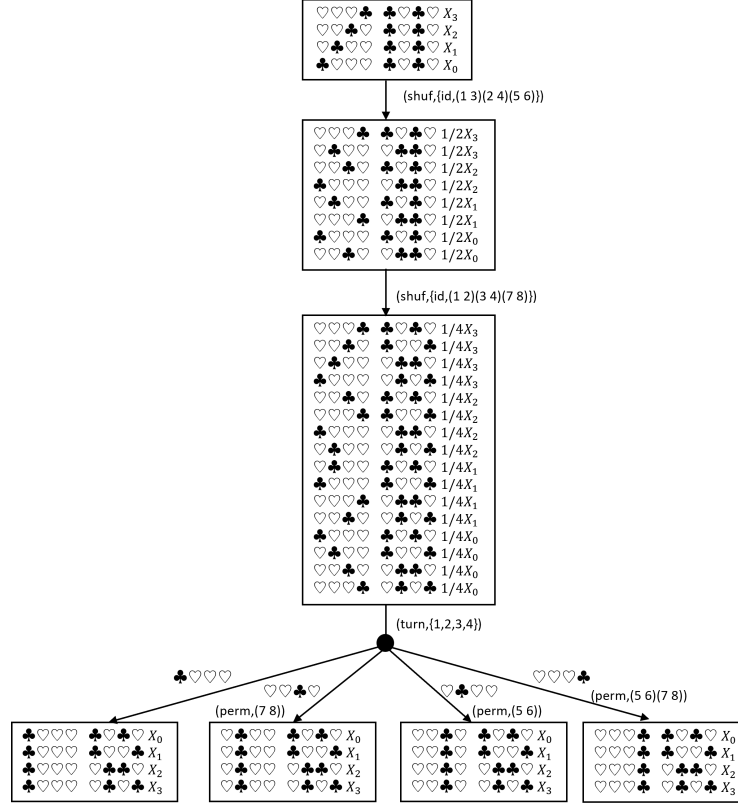 ♡♡♡♣ ♣♡♣♡ X₃
♡♡♣♡ ♣♡♣♡ X₂
♡♣♡♡ ♣♡♣♡ X₁
♣♡♡♡ ♣♡♣♡ X₀
(shuf,{id,(1 3)(2 4)(5 6)})
♡♡♡♣ ♣♡♣♡ 1/2X₃
♡♣♡♡ ♡♣♣♡ 1/2X₃
♡♡♣♡ ♣♡♣♡ 1/2X₂
♣♡♡♡ ♡♣♣♡ 1/2X₂
♡♣♡♡ ♣♡♣♡ 1/2X₁
♡♡♡♣ ♡♣♣♡ 1/2X₁
♣♡♡♡ ♣♡♣♡ 1/2X₀
♡♡♣♡ ♡♣♣♡ 1/2X₀
(shuf,{id,(1 2)(3 4)(7 8)})
♡♡♡♣ ♣♡♣♡ 1/4X₃
♡♡♣♡ ♣♡♡♣ 1/4X₃
♡♣♡♡ ♡♣♣♡ 1/4X₃
♣♡♡♡ ♡♣♡♣ 1/4X₃
♡♡♣♡ ♣♡♣♡ 1/4X₂
♡♡♡♣ ♣♡♡♣ 1/4X₂
♣♡♡♡ ♡♣♣♡ 1/4X₂
♡♣♡♡ ♡♣♡♣ 1/4X₂
♡♣♡♡ ♣♡♣♡ 1/4X₁
♣♡♡♡ ♣♡♡♣ 1/4X₁
♡♡♡♣ ♡♣♣♡ 1/4X₁
♡♡♣♡ ♡♣♡♣ 1/4X₁
♣♡♡♡ ♣♡♣♡ 1/4X₀
♡♣♡♡ ♣♡♡♣ 1/4X₀
♡♡♣♡ ♡♣♣♡ 1/4X₀
♡♡♡♣ ♡♣♡♣ 1/4X₀
(turn,{1,2,3,4})
♣♡♡♡
♡♡♣♡
♡♣♡♡
♡♡♡♣
(perm,(7 8))
(perm,(5 6))
(perm,(5 6)(7 8))
♣♡♡♡ ♣♡♣♡ X₀
♣♡♡♡ ♣♡♡♣ X₁
♣♡♡♡ ♡♣♣♡ X₂
♣♡♡♡ ♡♣♡♣ X₃
♡♣♡♡ ♣♡♣♡ X₀
♡♣♡♡ ♣♡♡♣ X₁
♡♣♡♡ ♡♣♣♡ X₂
♡♣♡♡ ♡♣♡♣ X₃
♡♡♣♡ ♣♡♣♡ X₀
♡♡♣♡ ♣♡♡♣ X₁
♡♡♣♡ ♡♣♣♡ X₂
♡♡♣♡ ♡♣♡♣ X₃
♡♡♡♣ ♣♡♣♡ X₀
♡♡♡♣ ♣♡♡♣ X₁
♡♡♡♣ ♡♣♣♡ X₂
♡♡♡♣ ♡♣♡♣ X₃